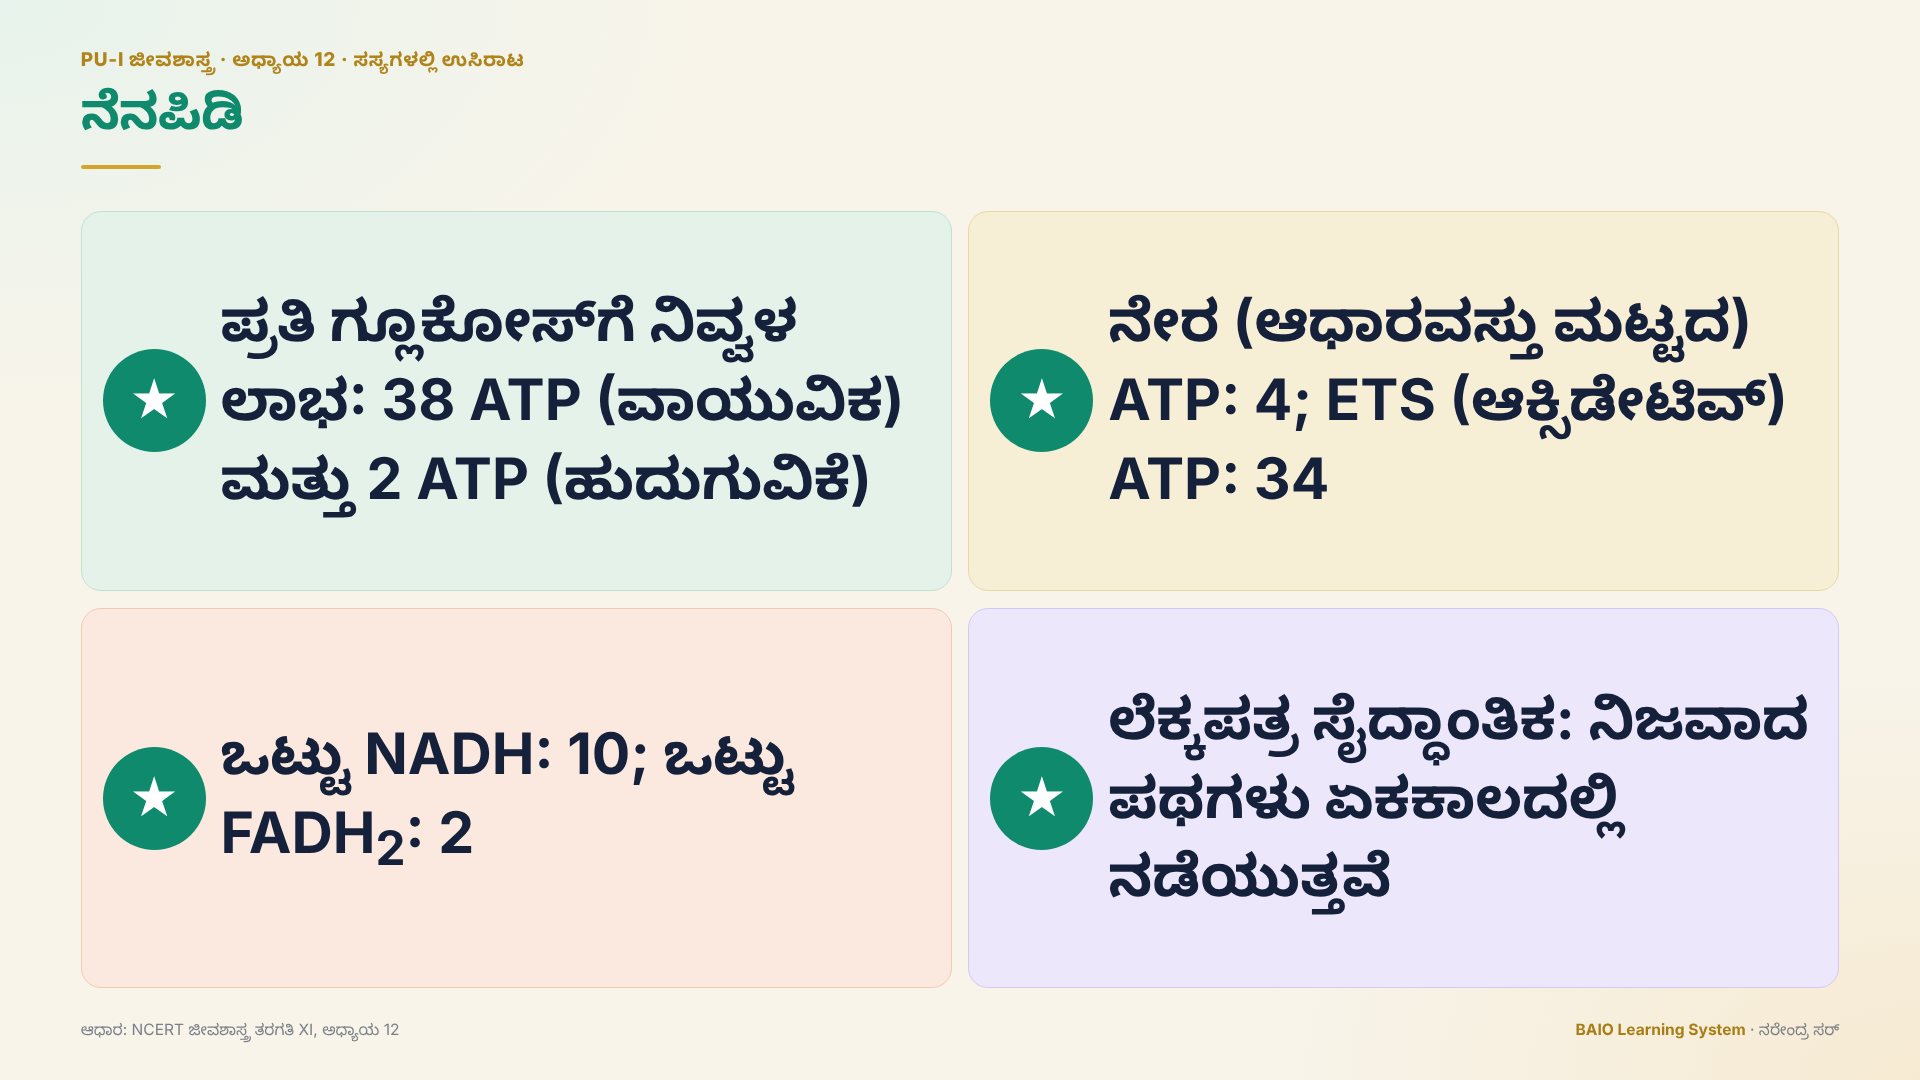 PU-I ಜೀವಶಾಸ್ತ್ರ · ಅಧ್ಯಾಯ 12 · ಸಸ್ಯಗಳಲ್ಲಿ ಉಸಿರಾಟ
ನೆನಪಿಡಿ
ಪ್ರತಿ ಗ್ಲೂಕೋಸ್‌ಗೆ ನಿವ್ವಳ
ಲಾಭ: 38 ATP (ವಾಯುವಿಕ)
ಮತ್ತು 2 ATP (ಹುದುಗುವಿಕೆ)
ನೇರ (ಆಧಾರವಸ್ತು ಮಟ್ಟದ)
ATP: 4; ETS (ಆಕ್ಸಿಡೇಟಿವ್)
ATP: 34
ಒಟ್ಟು NADH: 10; ಒಟ್ಟು
FADH₂: 2
ಲೆಕ್ಕಪತ್ರ ಸೈದ್ಧಾಂತಿಕ: ನಿಜವಾದ
ಪಥಗಳು ಏಕಕಾಲದಲ್ಲಿ
ನಡೆಯುತ್ತವೆ
ಆಧಾರ: NCERT ಜೀವಶಾಸ್ತ್ರ ತರಗತಿ XI, ಅಧ್ಯಾಯ 12
BAIO Learning System · ನರೇಂದ್ರ ಸರ್